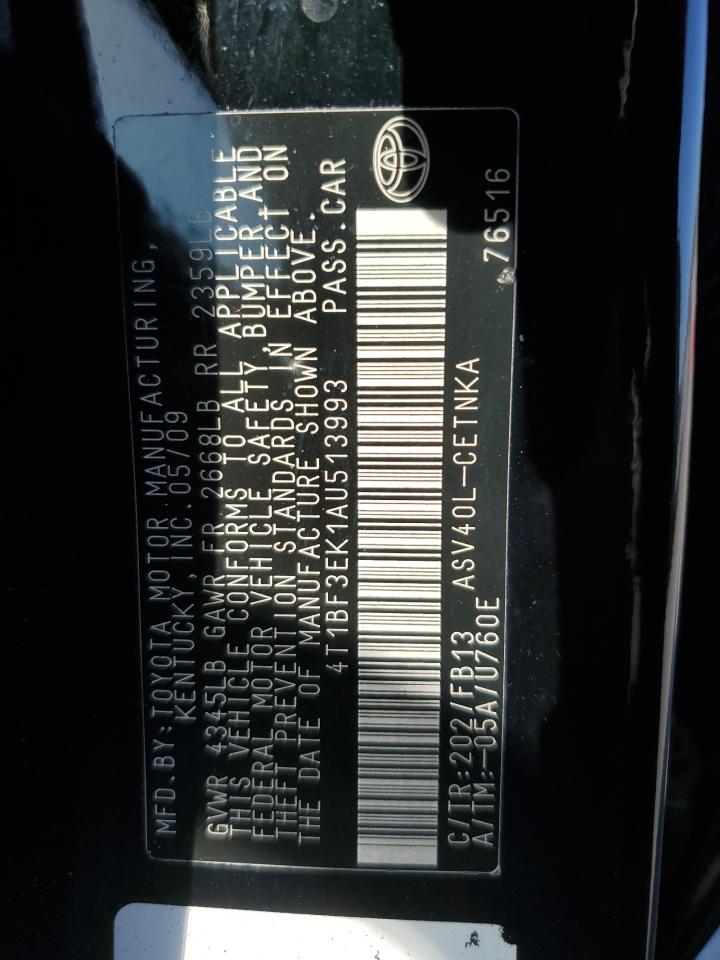 MFD.BY:TOYOTA MOTOR MANUFACTURING,
KENTUCKY, INC. 05/09
GVWR 4345LB GAWR FR 2668LB RR 2359LB
THIS VEHICLE CONFORMS TO ALL APPLICABLE
FEDERAL MOTOR VEHICLE SAFETY BUMPER AND
THEFT PREVENTION STANDARDS IN EFFECT ON
THE DATE OF MANUFACTURE SHOWN ABOVE.
4T1BF3EK1AU513993 PASS.CAR
C/TR:202/FB13 ASV40L-CETNKA
A/TM:-05A/U760E 76516